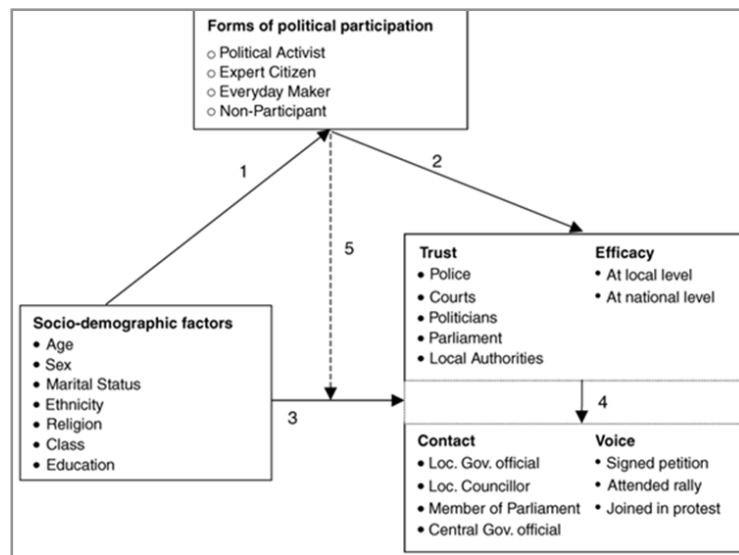 Forms of political participation
○ Political Activist
○ Expert Citizen
○ Everyday Maker
○ Non-Participant
1
2
5
Trust
• Police
• Courts
• Politicians
• Parliament
• Local Authorities
Efficacy
• At local level
• At national level
Socio-demographic factors
• Age
• Sex
• Marital Status
• Ethnicity
• Religion
• Class
• Education
3
4
Contact
• Loc. Gov. official
• Loc. Councillor
• Member of Parliament
• Central Gov. official
Voice
• Signed petition
• Attended rally
• Joined in protest